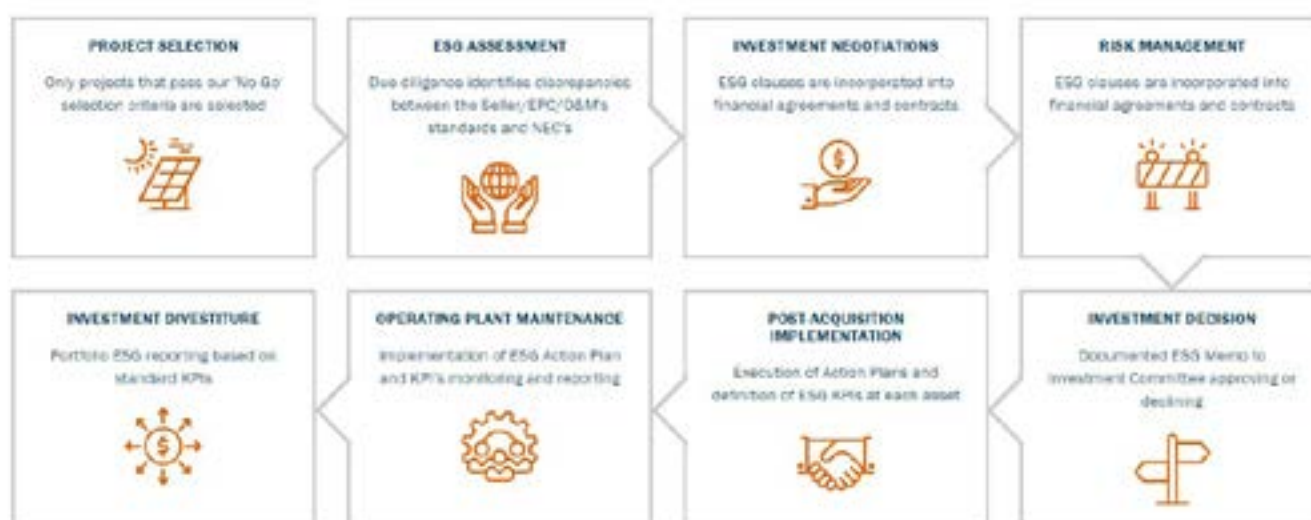 PROJECT SELECTION
Only projects that pass our 'No Go'
selection criteria are selected
ESG ASSESSMENT
Due diligence identifies discrepancies
between the Seller/EPC/O&M's
standards and NEC's
INVESTMENT NEGOTIATIONS
ESG clauses are incorporated into
financial agreements and contracts
RISK MANAGEMENT
ESG clauses are incorporated into
financial agreements and contracts
INVESTMENT DECISION
Documented ESG Memo to
Investment Committee approving or
declining
POST-ACQUISITION
IMPLEMENTATION
Execution of Action Plans and
definition of ESG KPIs at each asset
OPERATING PLANT MAINTENANCE
Implementation of ESG Action Plan
and KPI's monitoring and reporting
INVESTMENT DIVESTITURE
Portfolio ESG reporting based on
standard KPIs